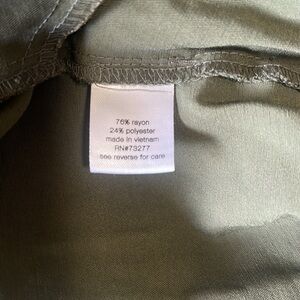 76% rayon
24% polyester
made in vietnam
RN#73277
see reverse for care